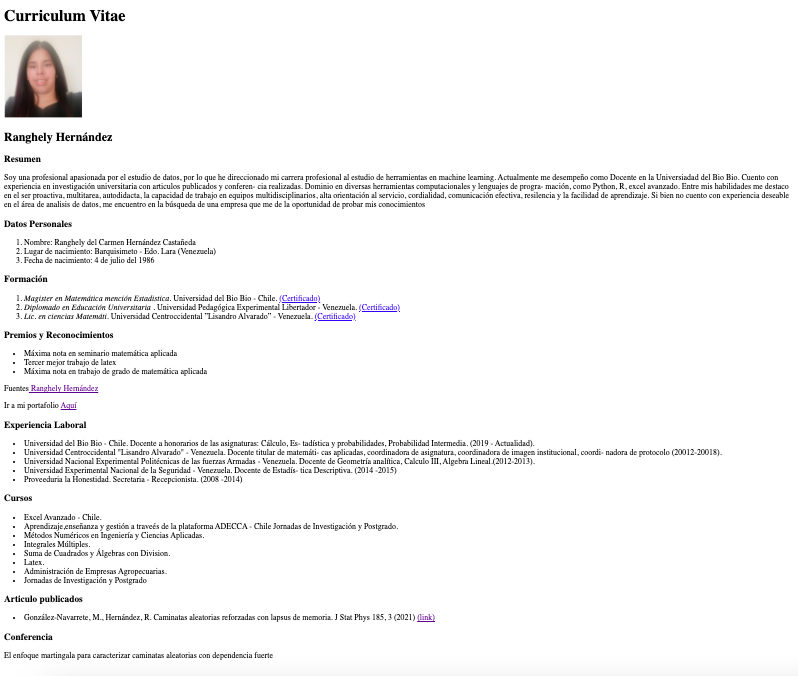 Curriculum Vitae
Ranghely Hernández
Resumen
Soy una profesional apasionada por el estudio de datos, por lo que he direccionado mi carrera profesional al estudio de herramientas en machine learning. Actualmente me desempeño como Docente en la Universiadad del Bio Bio. Cuento con
experiencia en investigación universitaria con articulos publicados y conferen- cia realizadas. Dominio en diversas herramientas computacionales y lenguajes de progra- mación, como Python, R, excel avanzado. Entre mis habilidades me destaco
en el ser proactiva, multitarea, autodidacta, la capacidad de trabajo en equipos multidisciplinarios, alta orientación al servicio, cordialidad, comunicación efectiva, resilencia y la facilidad de aprendizaje. Si bien no cuento con experiencia deseable
en el área de analisis de datos, me encuentro en la búsqueda de una empresa que me de la oportunidad de probar mis conocimientos
Datos Personales
1. Nombre: Ranghely del Carmen Hernández Castañeda
2. Lugar de nacimiento: Barquisimeto - Edo. Lara (Venezuela)
3. Fecha de nacimiento: 4 de julio del 1986
Formación
1. Magister en Matemática mención Estadistica. Universidad del Bio Bio - Chile. (Certificado)
2. Diplomado en Educación Universitaria . Universidad Pedagógica Experimental Libertador - Venezuela. (Certificado)
3. Lic. en ciencias Matemáti. Universidad Centroccidental "Lisandro Alvarado" - Venezuela. (Certificado)
Premios y Reconocimientos
• Máxima nota en seminario matemática aplicada
• Tercer mejor trabajo de latex
• Máxima nota en trabajo de grado de matemática aplicada
Fuentes Ranghely Hernández
Ir a mi portafolio Aquí
Experiencia Laboral
• Universidad del Bio Bio - Chile. Docente a honorarios de las asignaturas: Cálculo, Es- tadística y probabilidades, Probabilidad Intermedia. (2019 - Actualidad).
• Universidad Centroccidental "Lisandro Alvarado" - Venezuela. Docente titular de matemáti- cas aplicadas, coordinadora de asignatura, coordinadora de imagen institucional, coordi- nadora de protocolo (20012-20018).
• Universidad Nacional Experimental Politécnicas de las fuerzas Armadas - Venezuela. Docente de Geometría analítica, Calculo III, Algebra Lineal.(2012-2013).
• Universidad Experimental Nacional de la Seguridad - Venezuela. Docente de Estadís- tica Descriptiva. (2014 -2015)
• Proveeduria la Honestidad. Secretaria - Recepcionista. (2008 -2014)
Cursos
• Excel Avanzado - Chile.
• Aprendizaje,enseñanza y gestión a traveés de la plataforma ADECCA - Chile Jornadas de Investigación y Postgrado.
• Métodos Numéricos en Ingeniería y Ciencias Aplicadas.
• Integrales Múltiples.
• Suma de Cuadrados y Álgebras con Division.
• Latex.
• Administración de Empresas Agropecuarias.
• Jornadas de Investigación y Postgrado
Articulo publicados
• González-Navarrete, M., Hernández, R. Caminatas aleatorias reforzadas con lapsus de memoria. J Stat Phys 185, 3 (2021) (link)
Conferencia
El enfoque martingala para caracterizar caminatas aleatorias con dependencia fuerte